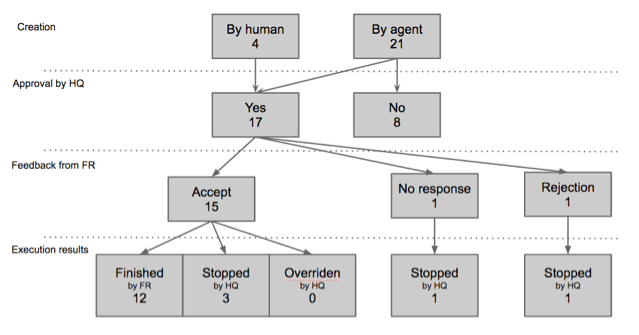 Creation
By human
4
By agent
21
Approval by HQ
Yes
17
No
8
Feedback from FR
Accept
15
No response
1
Rejection
1
Execution results
Finished
by FR
12
Stopped
by HQ
3
Overriden
by HQ
0
Stopped
by HQ
1
Stopped
by HQ
1